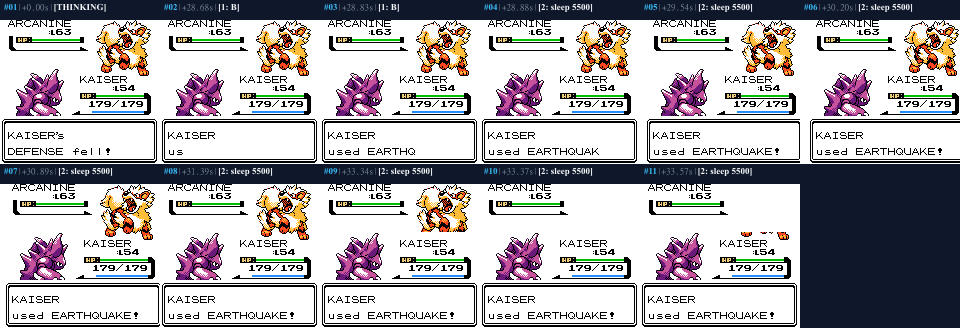 #01|+0.00s|[THINKING]
ARCANINE
:L63
HP:
KAISER
:L54
HP:
179/179
KAISER's
DEFENSE fell!
#02|+28.68s|[1: B]
ARCANINE
:L63
HP:
KAISER
:L54
HP:
179/179
KAISER
us
#03|+28.83s|[1: B]
ARCANINE
:L63
HP:
KAISER
:L54
HP:
179/179
KAISER
used EARTHQ
#04|+28.88s|[2: sleep 5500]
ARCANINE
:L63
HP:
KAISER
:L54
HP:
179/179
KAISER
used EARTHQUAK
#05|+29.54s|[2: sleep 5500]
ARCANINE
:L63
HP:
KAISER
:L54
HP:
179/179
KAISER
used EARTHQUAKE!
#06|+30.20s|[2: sleep 5500]
ARCANINE
:L63
HP:
KAISER
:L54
HP:
179/179
KAISER
used EARTHQUAKE!
#07|+30.89s|[2: sleep 5500]
ARCANINE
:L63
HP:
KAISER
:L54
HP:
179/179
KAISER
used EARTHQUAKE!
#08|+31.39s|[2: sleep 5500]
ARCANINE
:L63
HP:
KAISER
:L54
HP:
179/179
KAISER
used EARTHQUAKE!
#09|+33.34s|[2: sleep 5500]
ARCANINE
:L63
HP:
KAISER
:L54
HP:
179/179
KAISER
used EARTHQUAKE!
#10|+33.37s|[2: sleep 5500]
ARCANINE
:L63
HP:
KAISER
:L54
HP:
179/179
KAISER
used EARTHQUAKE!
#11|+33.57s|[2: sleep 5500]
ARCANINE
:L63
HP:
KAISER
:L54
HP:
179/179
KAISER
used EARTHQUAKE!